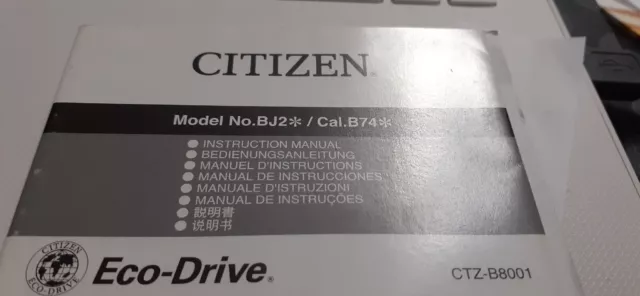 CITIZEN®
Model No.BJ2✳ / Cal.B74✳
● INSTRUCTION MANUAL
● BEDIENUNGSANLEITUNG
● MANUEL D'INSTRUCTIONS
● MANUAL DE INSTRUCCIONES
● MANUALE D'ISTRUZIONI
● MANUAL DE INSTRUÇÕES
● 説明書
● 说明书
CITIZEN
ECO-DRIVE
Eco-Drive®
CTZ-B8001